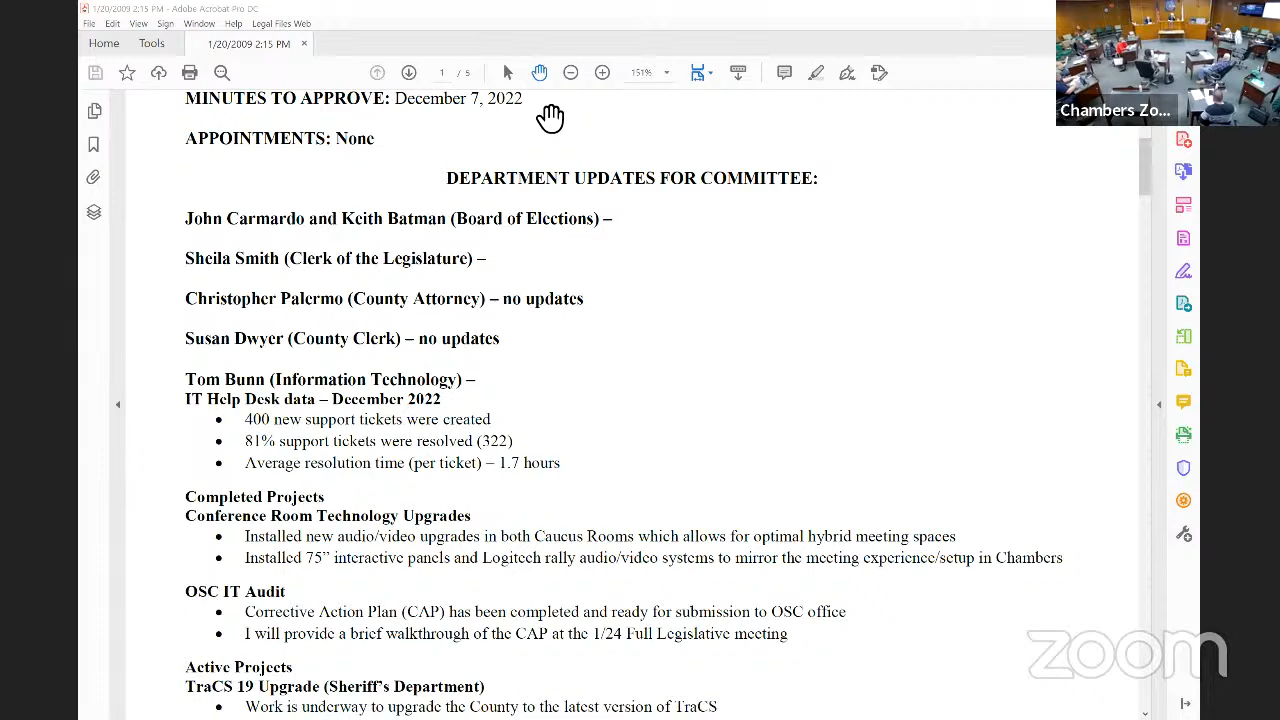 1/20/2009 2:15 PM - Adobe Acrobat Pro DC
File Edit View Sign Window Help Legal Files Web
Home Tools 1/20/2009 2:15 PM ×
1 / 5 151%
Chambers Zo...
MINUTES TO APPROVE: December 7, 2022
APPOINTMENTS: None
DEPARTMENT UPDATES FOR COMMITTEE:
John Carmardo and Keith Batman (Board of Elections) –
Sheila Smith (Clerk of the Legislature) –
Christopher Palermo (County Attorney) – no updates
Susan Dwyer (County Clerk) – no updates
Tom Bunn (Information Technology) –
IT Help Desk data – December 2022
• 400 new support tickets were created
• 81% support tickets were resolved (322)
• Average resolution time (per ticket) – 1.7 hours
Completed Projects
Conference Room Technology Upgrades
• Installed new audio/video upgrades in both Caucus Rooms which allows for optimal hybrid meeting spaces
• Installed 75” interactive panels and Logitech rally audio/video systems to mirror the meeting experience/setup in Chambers
OSC IT Audit
• Corrective Action Plan (CAP) has been completed and ready for submission to OSC office
• I will provide a brief walkthrough of the CAP at the 1/24 Full Legislative meeting
Active Projects
TraCS 19 Upgrade (Sheriff’s Department)
• Work is underway to upgrade the County to the latest version of TraCS
zoom